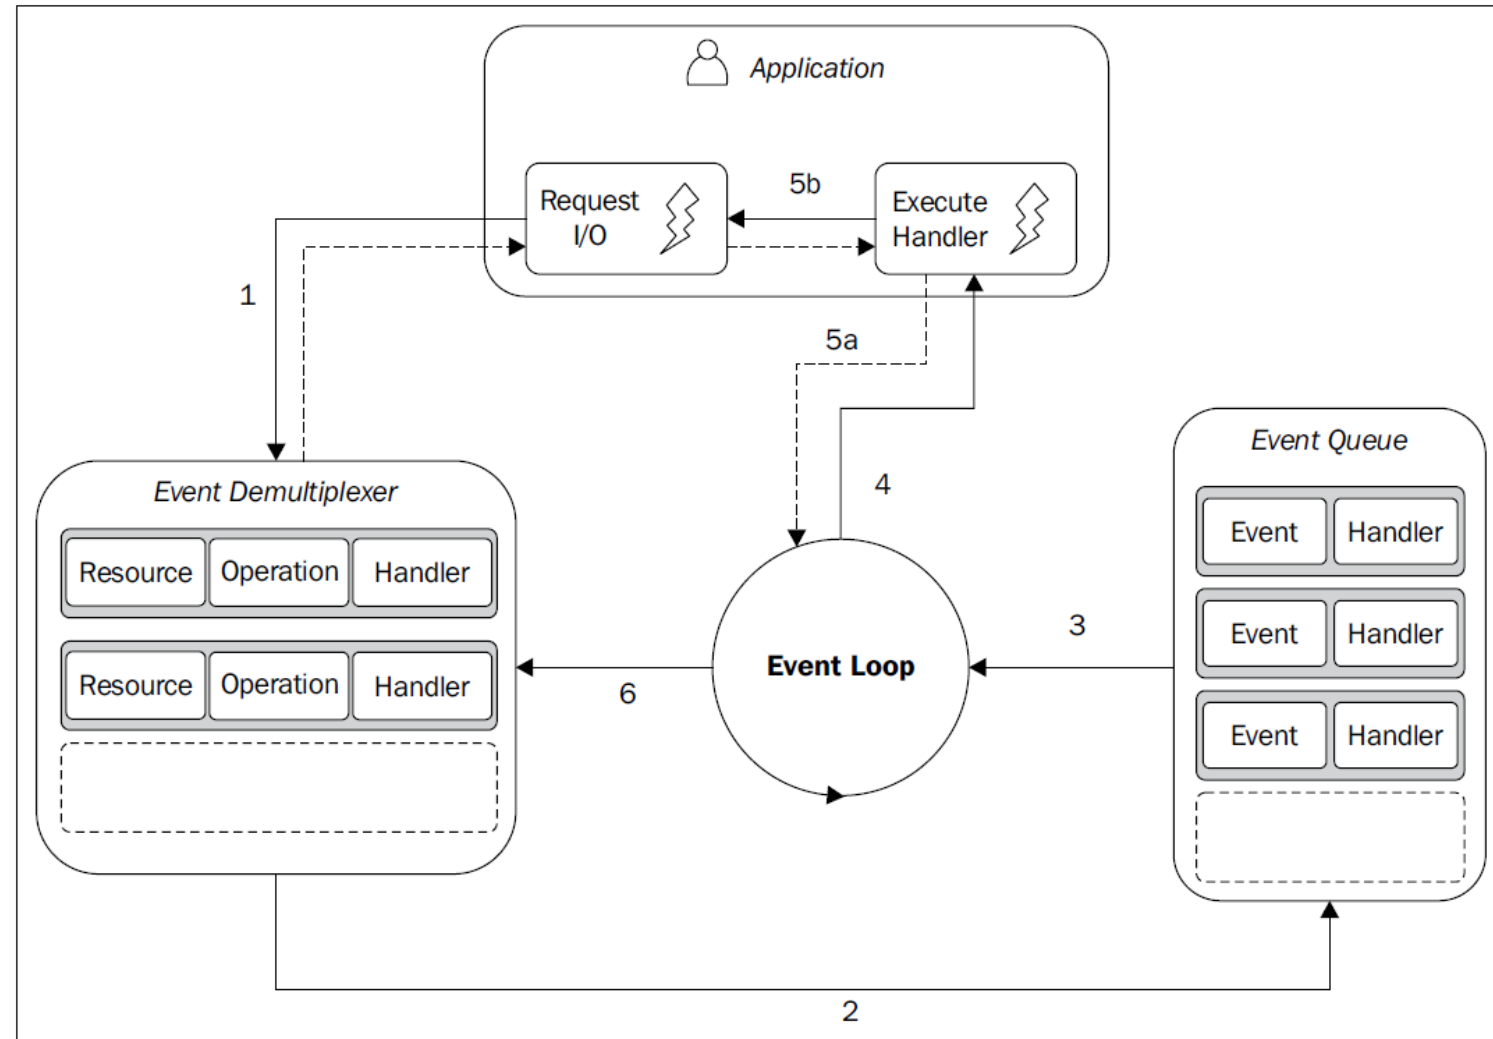 Application
Request
I/O
5b
Execute
Handler
1
5a
Event Demultiplexer
Resource Operation Handler
Resource Operation Handler
4
Event Loop
6
3
Event Queue
Event Handler
Event Handler
Event Handler
2